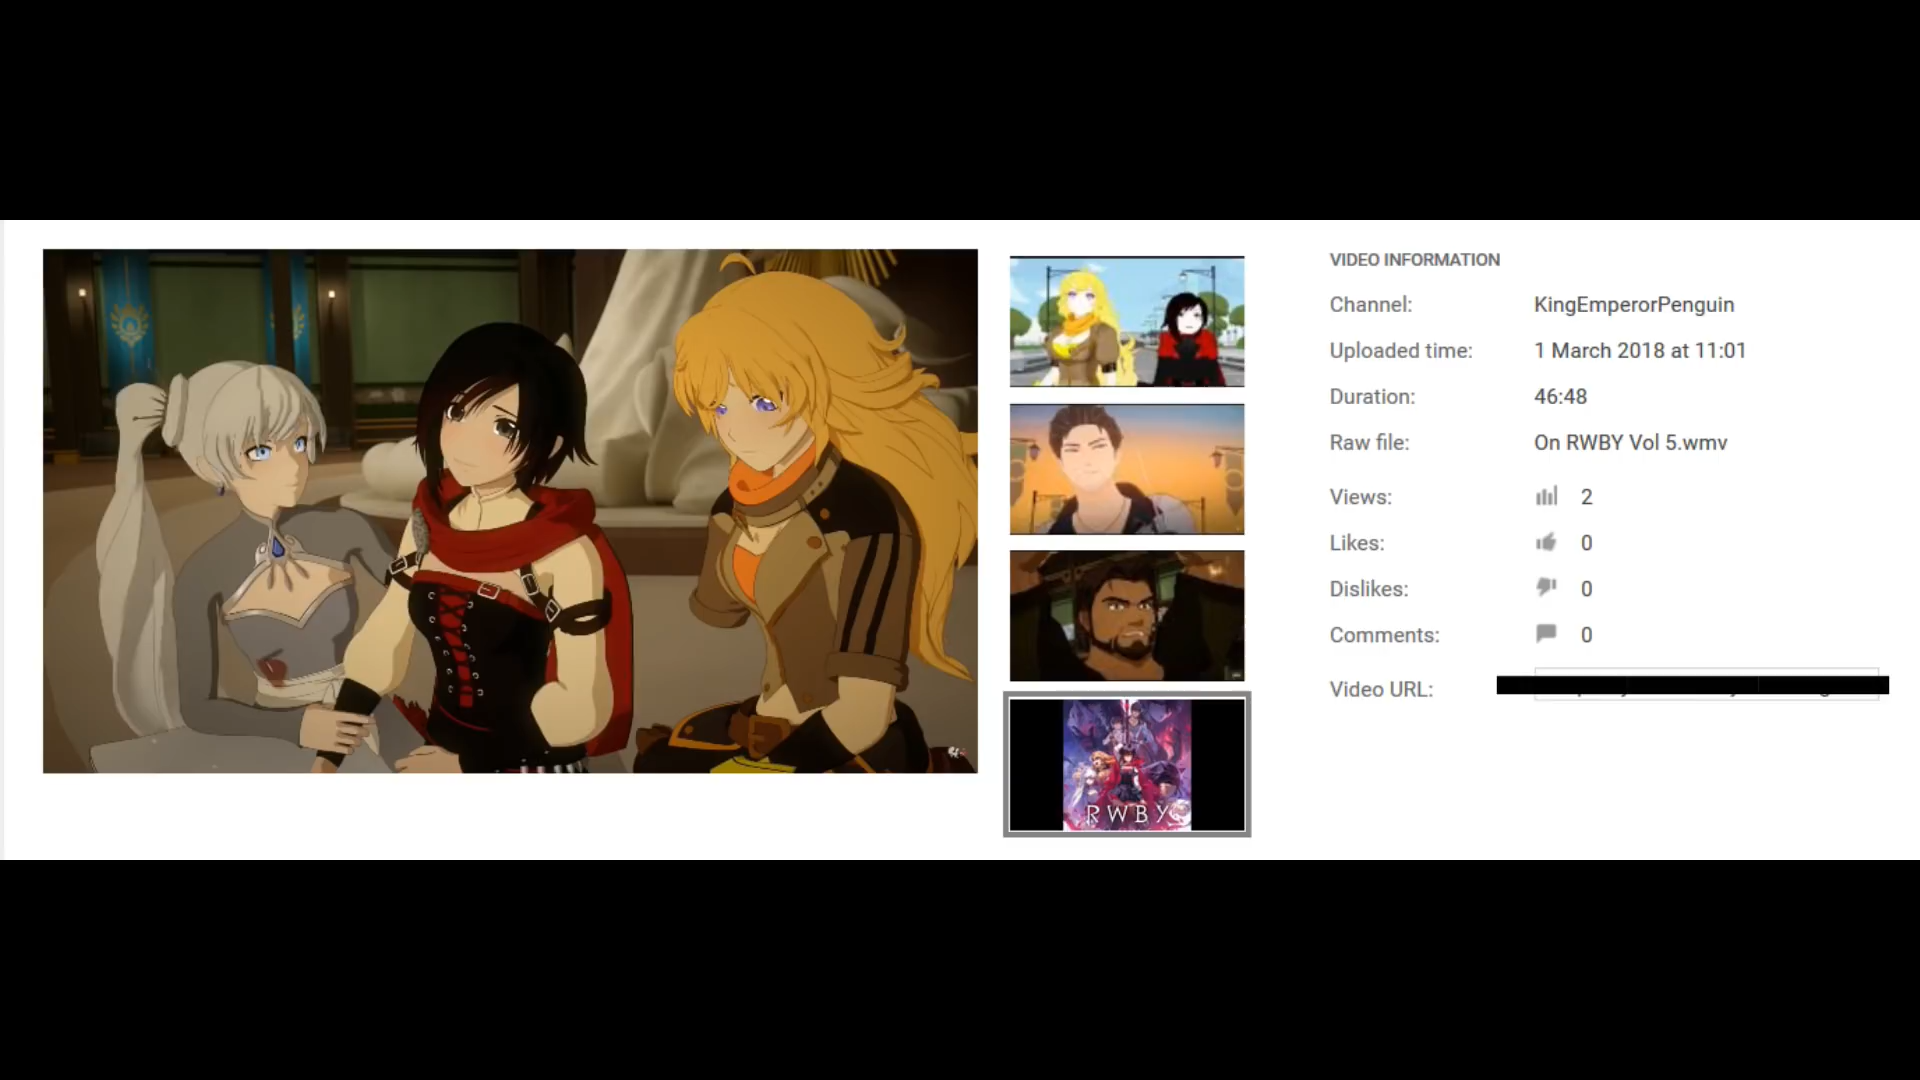 VIDEO INFORMATION
Channel: KingEmperorPenguin
Uploaded time: 1 March 2018 at 11:01
Duration: 46:48
Raw file: On RWBY Vol 5.wmv
Views: 2
Likes: 0
Dislikes: 0
Comments: 0
Video URL:
RWBY